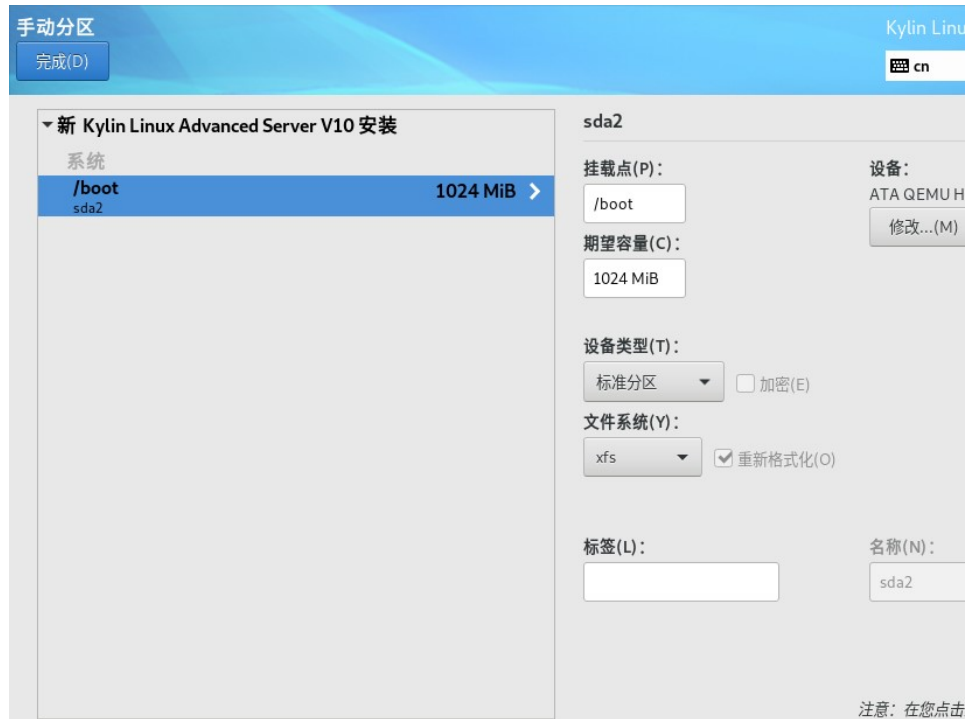 手动分区
Kylin Linu
完成(D)
cn
新 Kylin Linux Advanced Server V10 安装
系统
/boot
1024 MiB
sda2
sda2
挂载点(P)：
设备：
/boot
ATA QEMU H
修改...(M)
期望容量(C)：
1024 MiB
设备类型(T)：
标准分区
加密(E)
文件系统(Y)：
xfs
重新格式化(O)
标签(L)：
名称(N)：
sda2
注意：在您点击